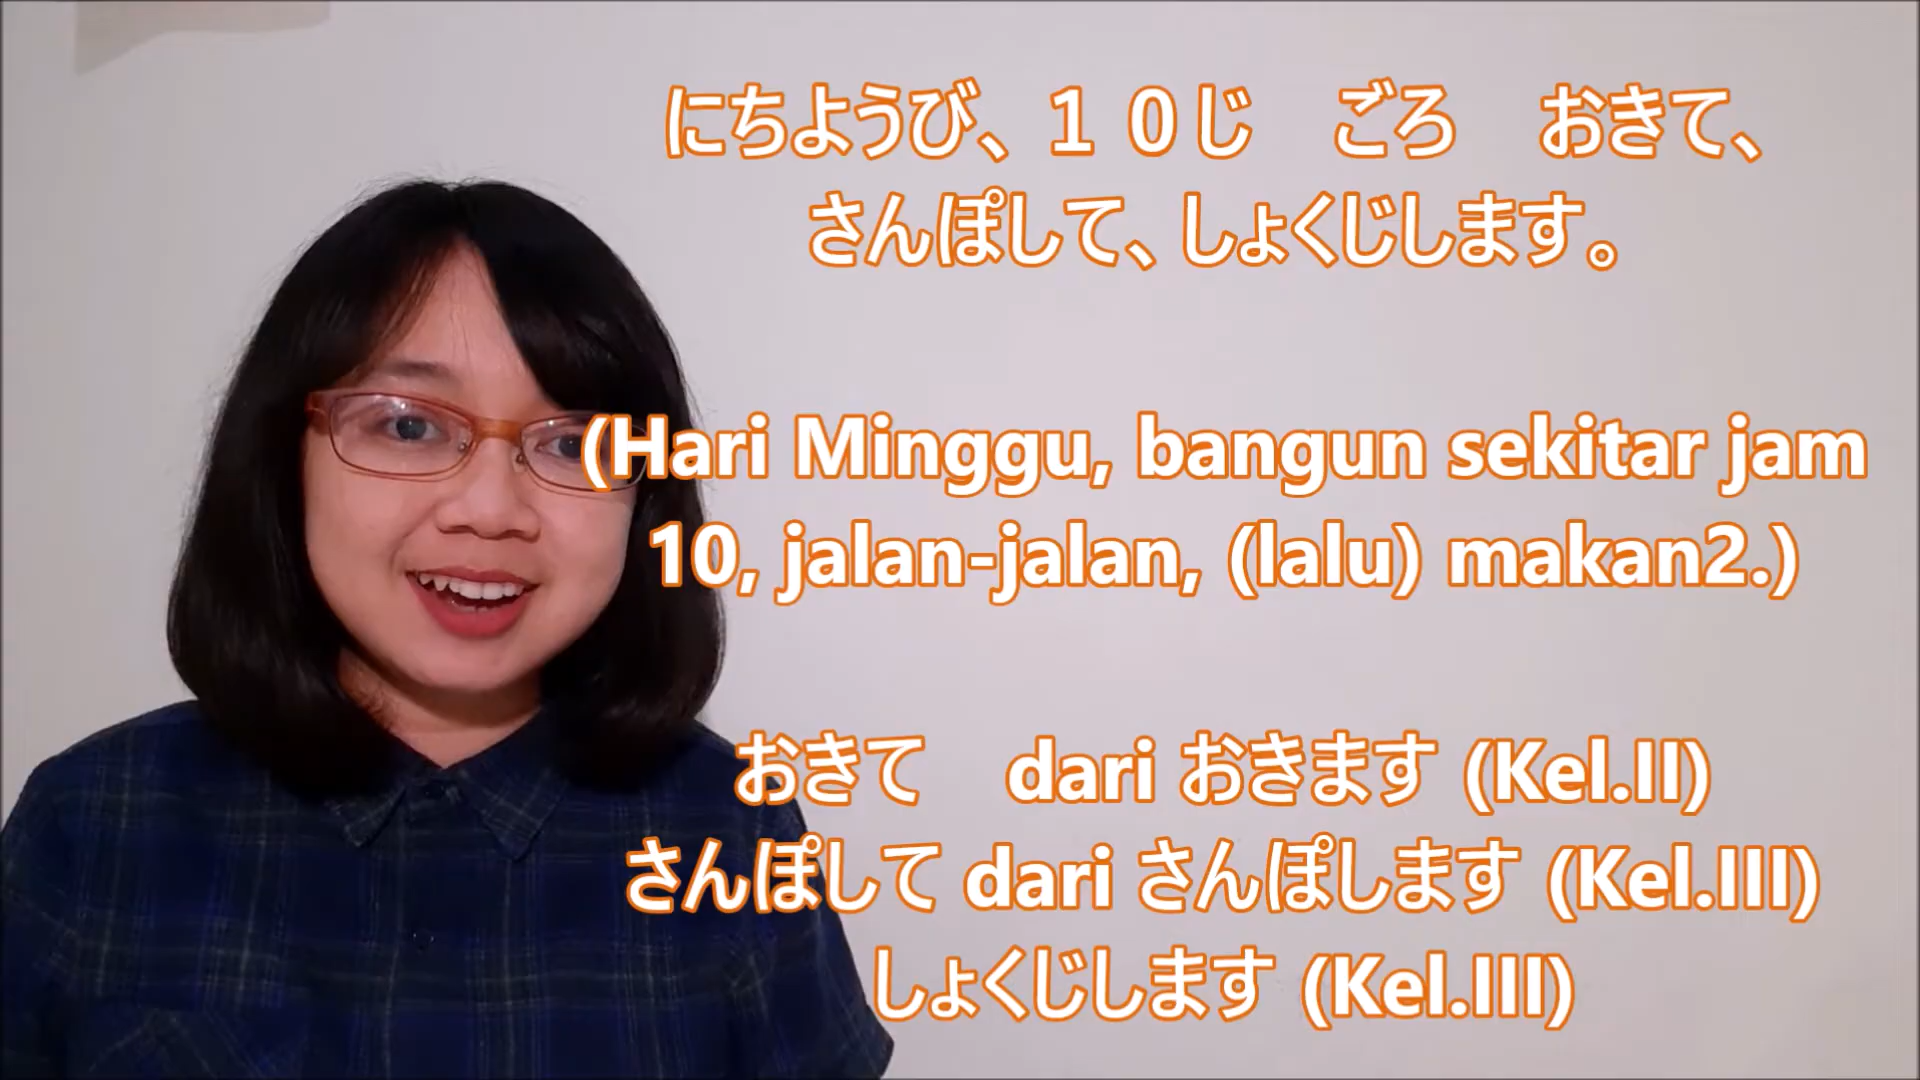 にちようび、１０じ　ごろ　おきて、
さんぽして、しょくじします。
(Hari Minggu, bangun sekitar jam
10, jalan-jalan, (lalu) makan2.)
おきて　dari おきます (Kel.II)
さんぽして dari さんぽします (Kel.III)
しょくじします (Kel.III)